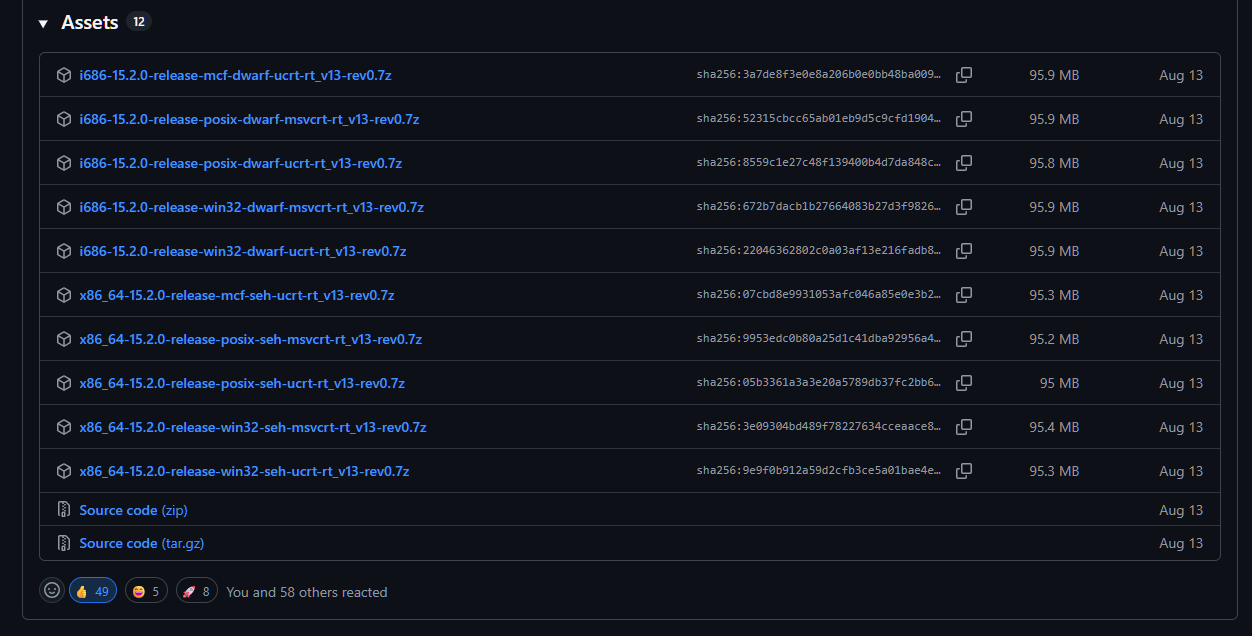 Assets 12
i686-15.2.0-release-mcf-dwarf-ucrt-rt_v13-rev0.7z sha256:3a7de8f3e0e8a206b0e0bb48ba009… 95.9 MB Aug 13
i686-15.2.0-release-posix-dwarf-msvcrt-rt_v13-rev0.7z sha256:52315cbcc65ab01eb9d5c9cfd1904… 95.9 MB Aug 13
i686-15.2.0-release-posix-dwarf-ucrt-rt_v13-rev0.7z sha256:8559c1e27c48f139400b4d7da848c… 95.8 MB Aug 13
i686-15.2.0-release-win32-dwarf-msvcrt-rt_v13-rev0.7z sha256:672b7dacb1b27664083b27d3f9826… 95.9 MB Aug 13
i686-15.2.0-release-win32-dwarf-ucrt-rt_v13-rev0.7z sha256:22046362802c0a03af13e216fadb8… 95.9 MB Aug 13
x86_64-15.2.0-release-mcf-seh-ucrt-rt_v13-rev0.7z sha256:07cbd8e9931053afc046a85e0e3b2… 95.3 MB Aug 13
x86_64-15.2.0-release-posix-seh-msvcrt-rt_v13-rev0.7z sha256:9953edc0b80a25d1c41dba92956a4… 95.2 MB Aug 13
x86_64-15.2.0-release-posix-seh-ucrt-rt_v13-rev0.7z sha256:05b3361a3a3e20a5789db37fc2bb6… 95 MB Aug 13
x86_64-15.2.0-release-win32-seh-msvcrt-rt_v13-rev0.7z sha256:3e09304bd489f78227634cceaace8… 95.4 MB Aug 13
x86_64-15.2.0-release-win32-seh-ucrt-rt_v13-rev0.7z sha256:9e9f0b912a59d2cfb3ce5a01bae4e… 95.3 MB Aug 13
Source code (zip) Aug 13
Source code (tar.gz) Aug 13
👍 49 😄 5 🚀 8 You and 58 others reacted